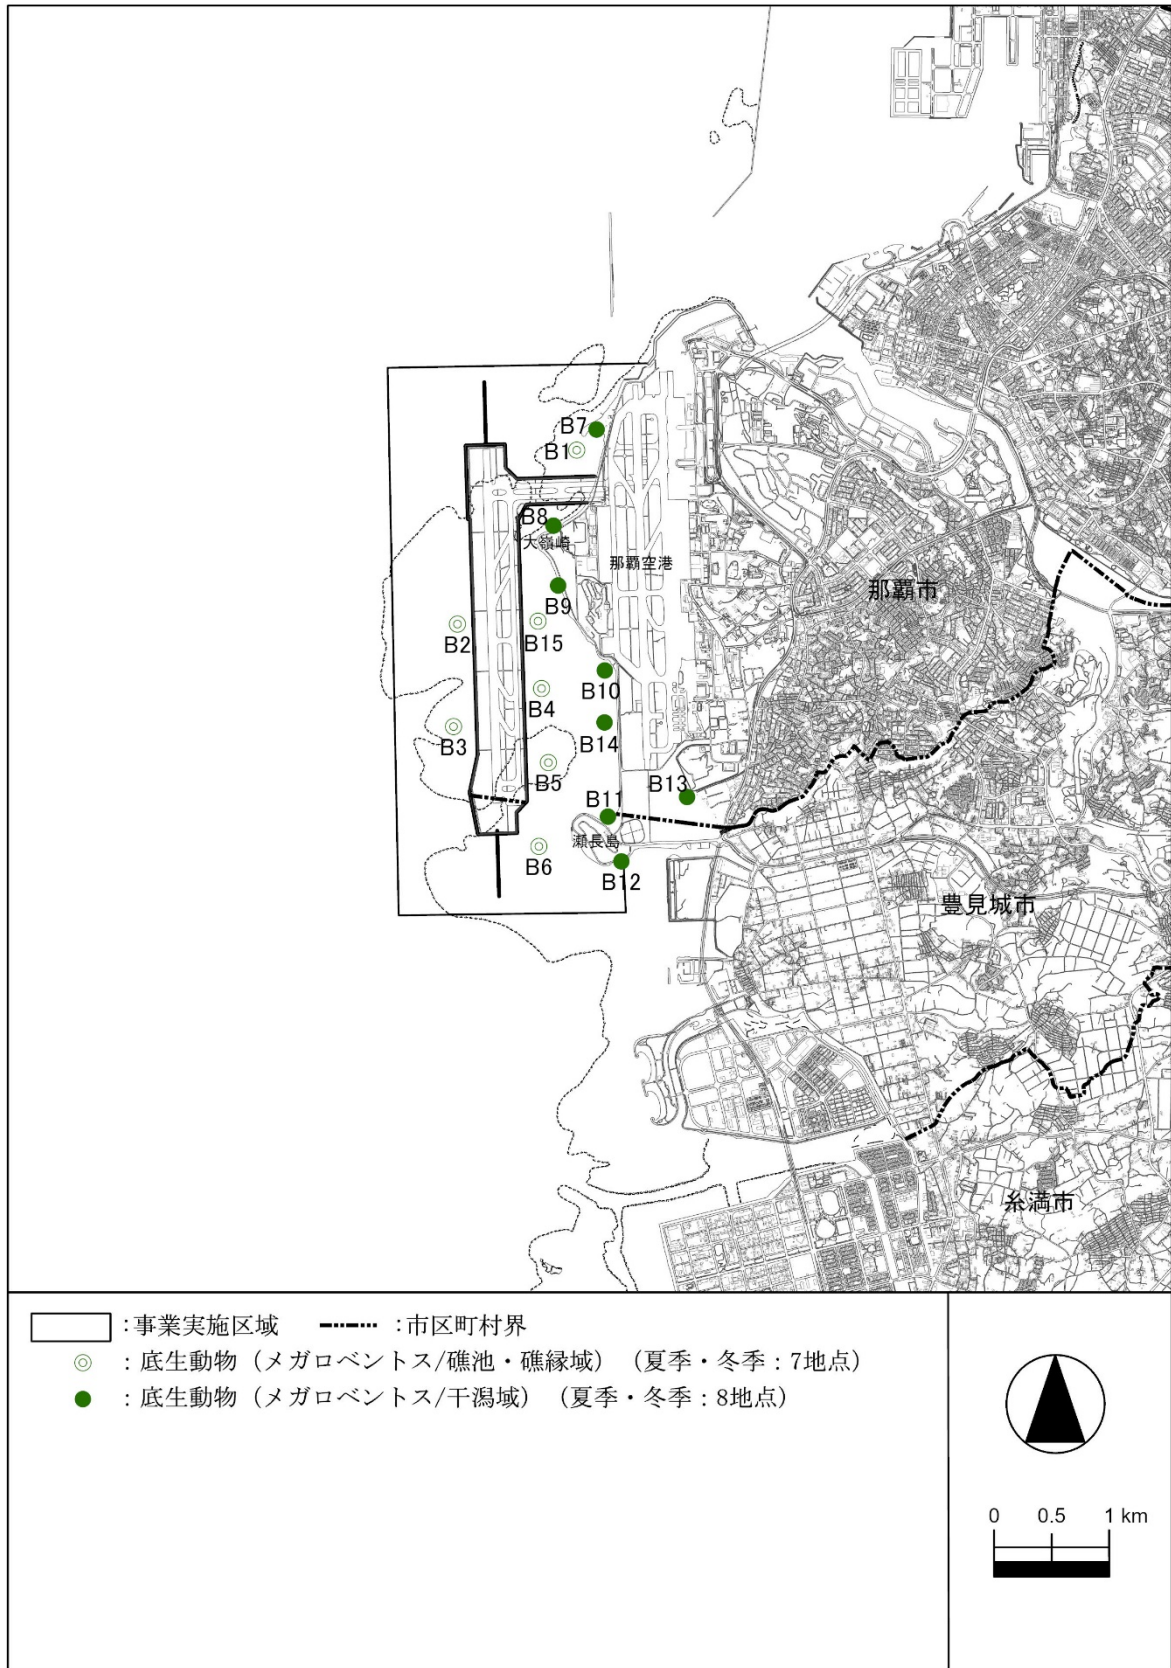 B7
B1
B8
大嶺崎
那覇空港
那覇市
B9
B2
B15
B10
B4
B3
B14
B5
B13
B11
瀬長島
B6
B12
豊見城市
糸満市
:事業実施区域 :市区町村界
:底生動物(メガロベントス/礁池・礁縁域)(夏季・冬季:7地点)
:底生動物(メガロベントス/干潟域)(夏季・冬季:8地点)
0 0.5 1 km